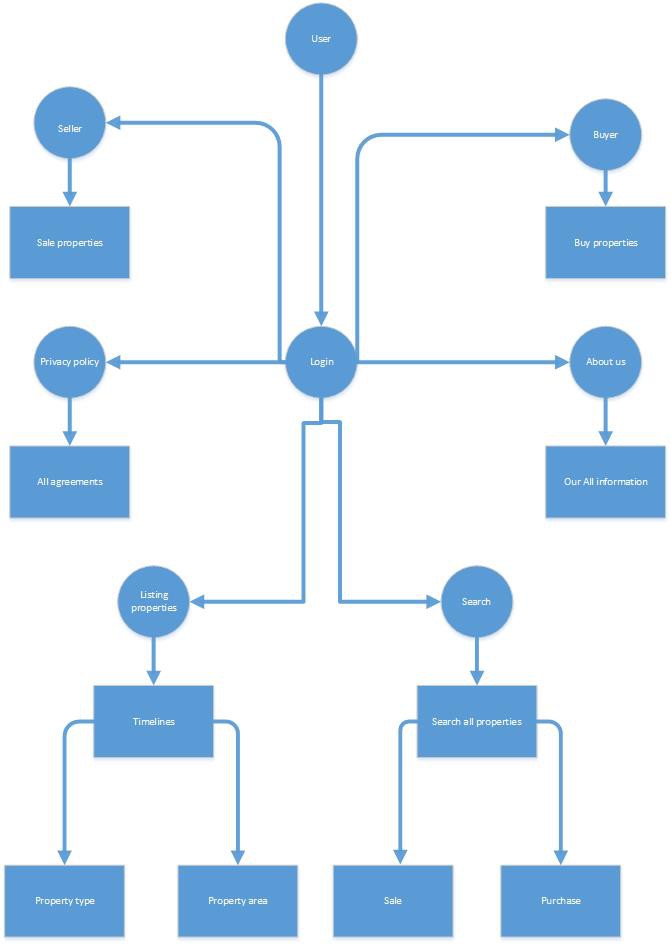 User
Seller
Buyer
Sale properties
Buy properties
Privacy policy
Login
About us
All agreements
Our All information
Listing
properties
Search
Timelines
Search all properties
Property type
Property area
Sale
Purchase